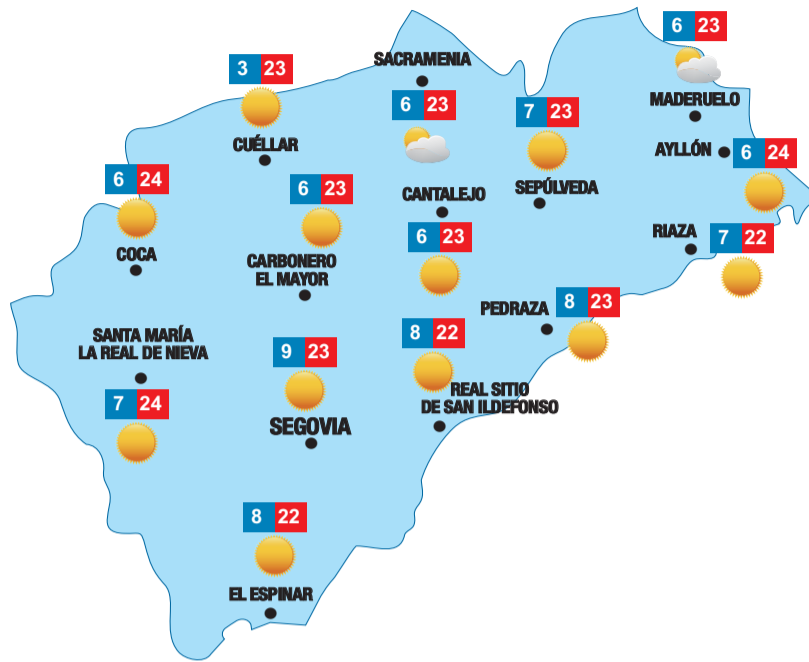 6 23
SACRAMENIA
3 23
MADERUELO
6 23
7 23
CUÉLLAR
AYLLÓN
6 24
6 24
6 23
CANTALEJO
SEPÚLVEDA
RIAZA
7 22
COCA
CARBONERO
EL MAYOR
6 23
PEDRAZA
8 23
SANTA MARÍA
LA REAL DE NIEVA
9 23
8 22
REAL SITIO
DE SAN ILDEFONSO
7 24
SEGOVIA
8 22
EL ESPINAR